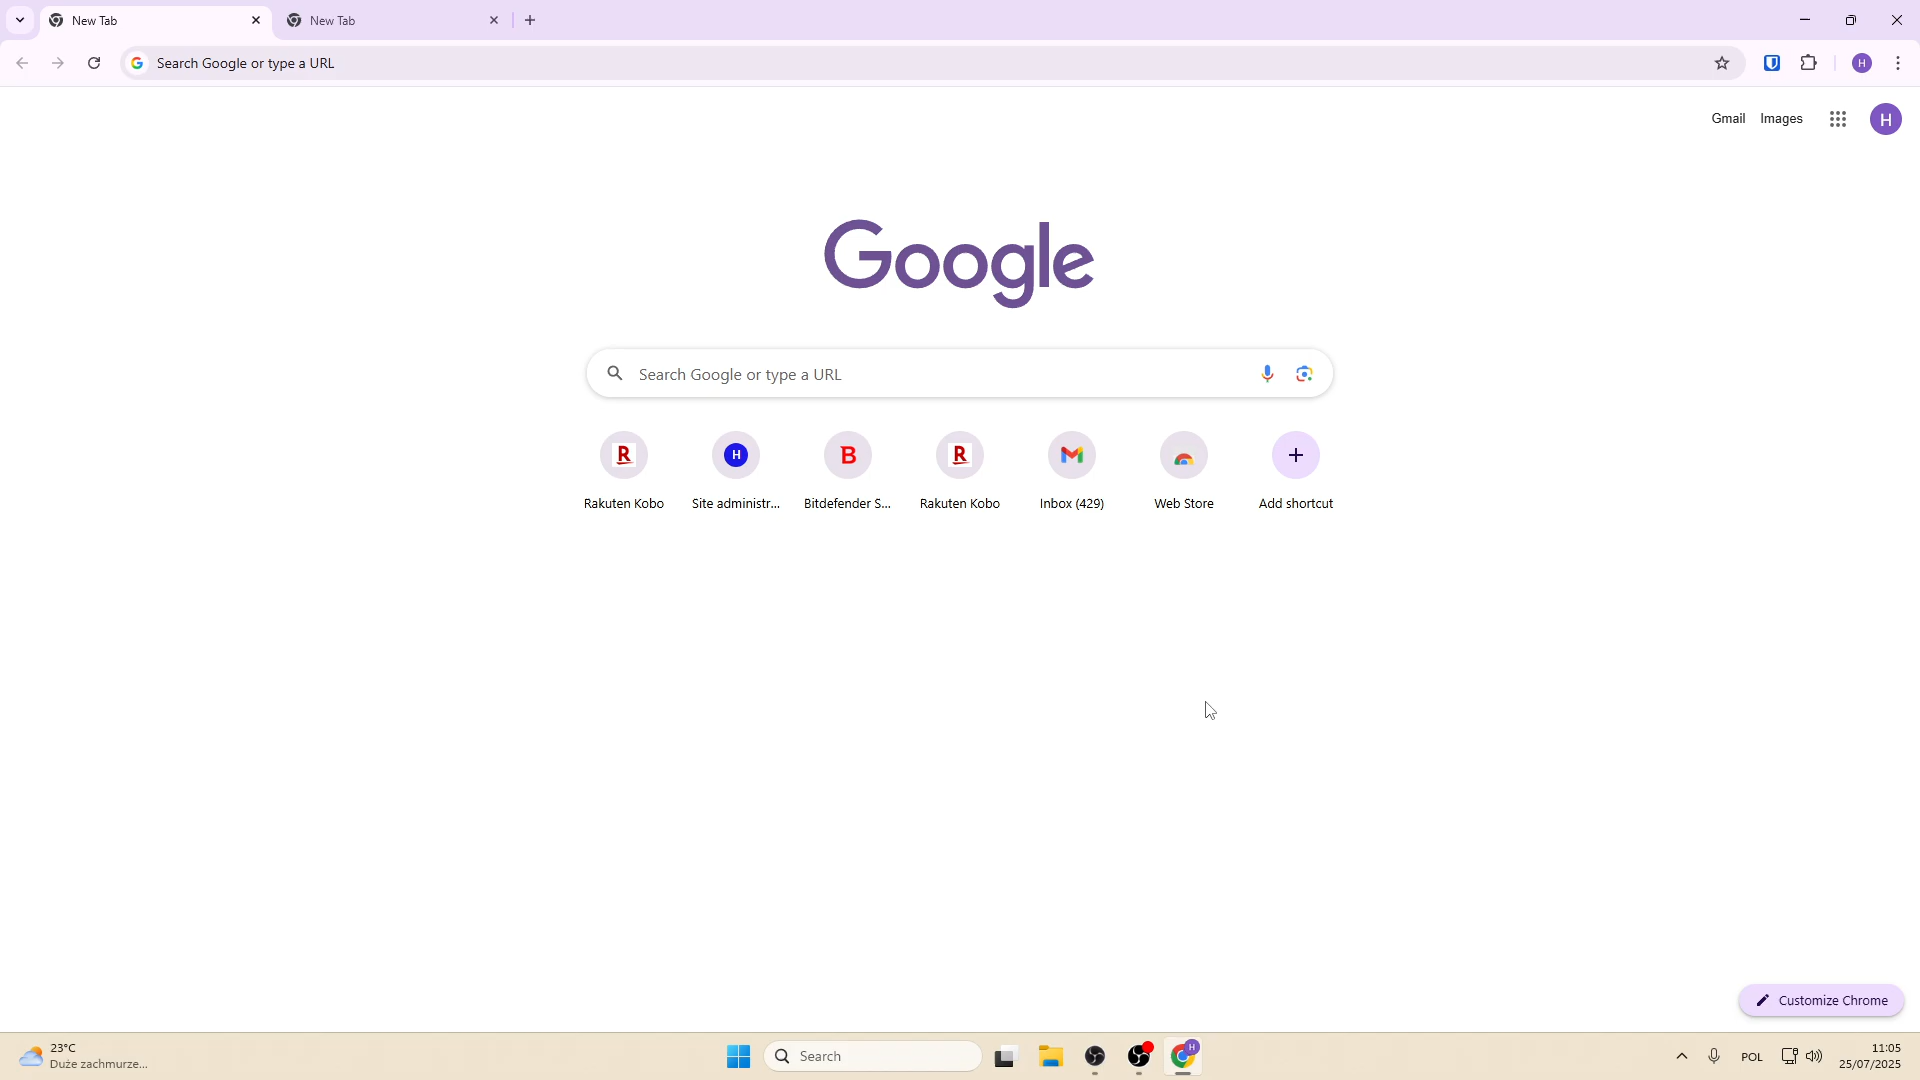 New Tab
New Tab
Search Google or type a URL
H
Gmail Images
H
Google
Search Google or type a URL
R H B R
Rakuten Kobo Site administr... Bitdefender S... Rakuten Kobo Inbox (429) Web Store Add shortcut
Customize Chrome
23°C
Duże zachmurze...
Search
H
POL
11:05
25/07/2025